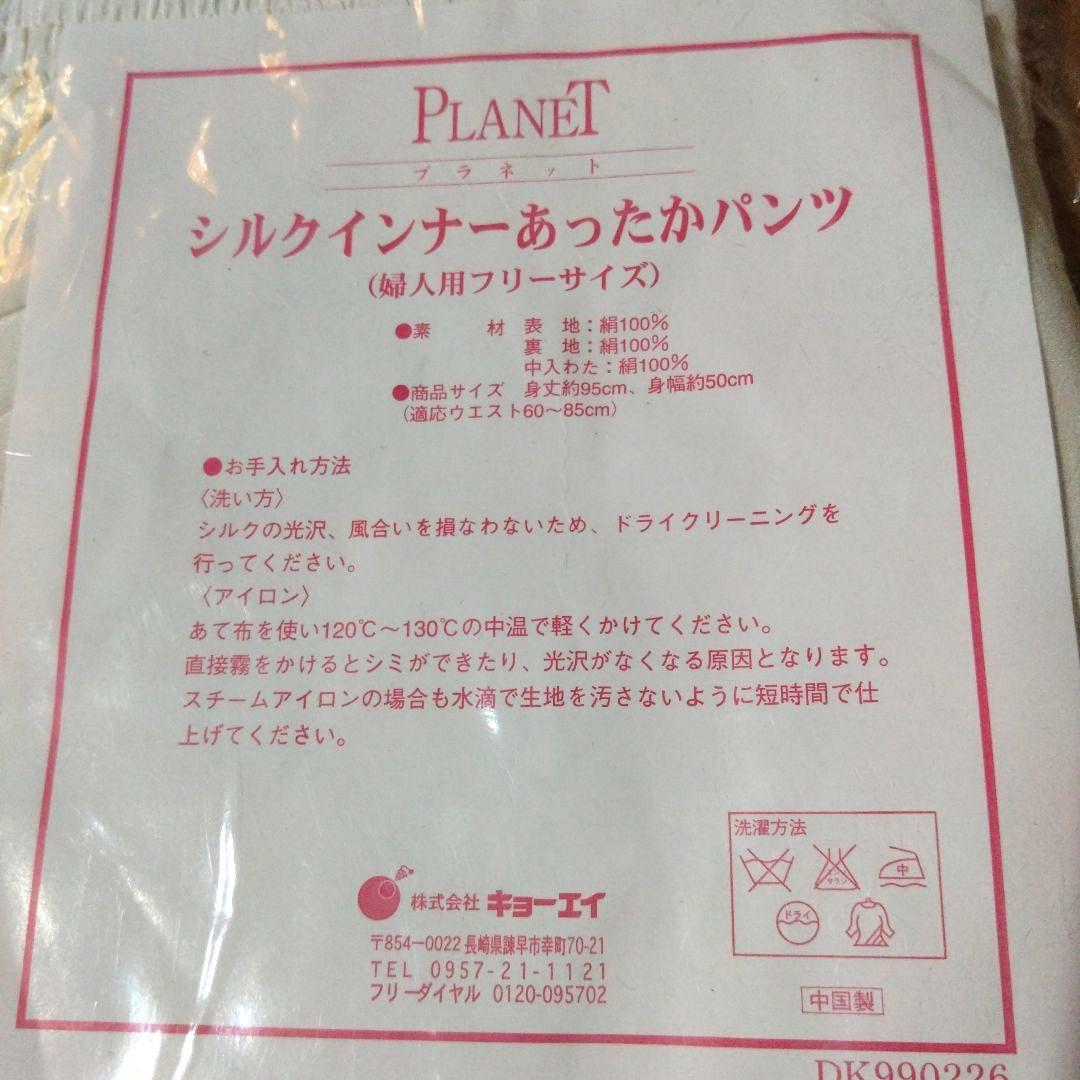 PLANET
プラネット
シルクインナーあったかパンツ
（婦人用フリーサイズ）
●素　　材　表　地：絹100％
裏　地：絹100％
中入わた：絹100％
●商品サイズ　身丈約95cm、身幅約50cm
（適応ウエスト60〜85cm）
●お手入れ方法
〈洗い方〉
シルクの光沢、風合いを損なわないため、ドライクリーニングを
行ってください。
〈アイロン〉
あて布を使い120℃〜130℃の中温で軽くかけてください。
直接霧をかけるとシミができたり、光沢がなくなる原因となります。
スチームアイロンの場合も水滴で生地を汚さないように短時間で仕
上げてください。
洗濯方法
エンソサラシ
中
ドライ
株式会社 キョーエイ
〒854−0022 長崎県諫早市幸町70-21
TEL 0957-21-1121
フリーダイヤル 0120-095702
中国製
DK990226